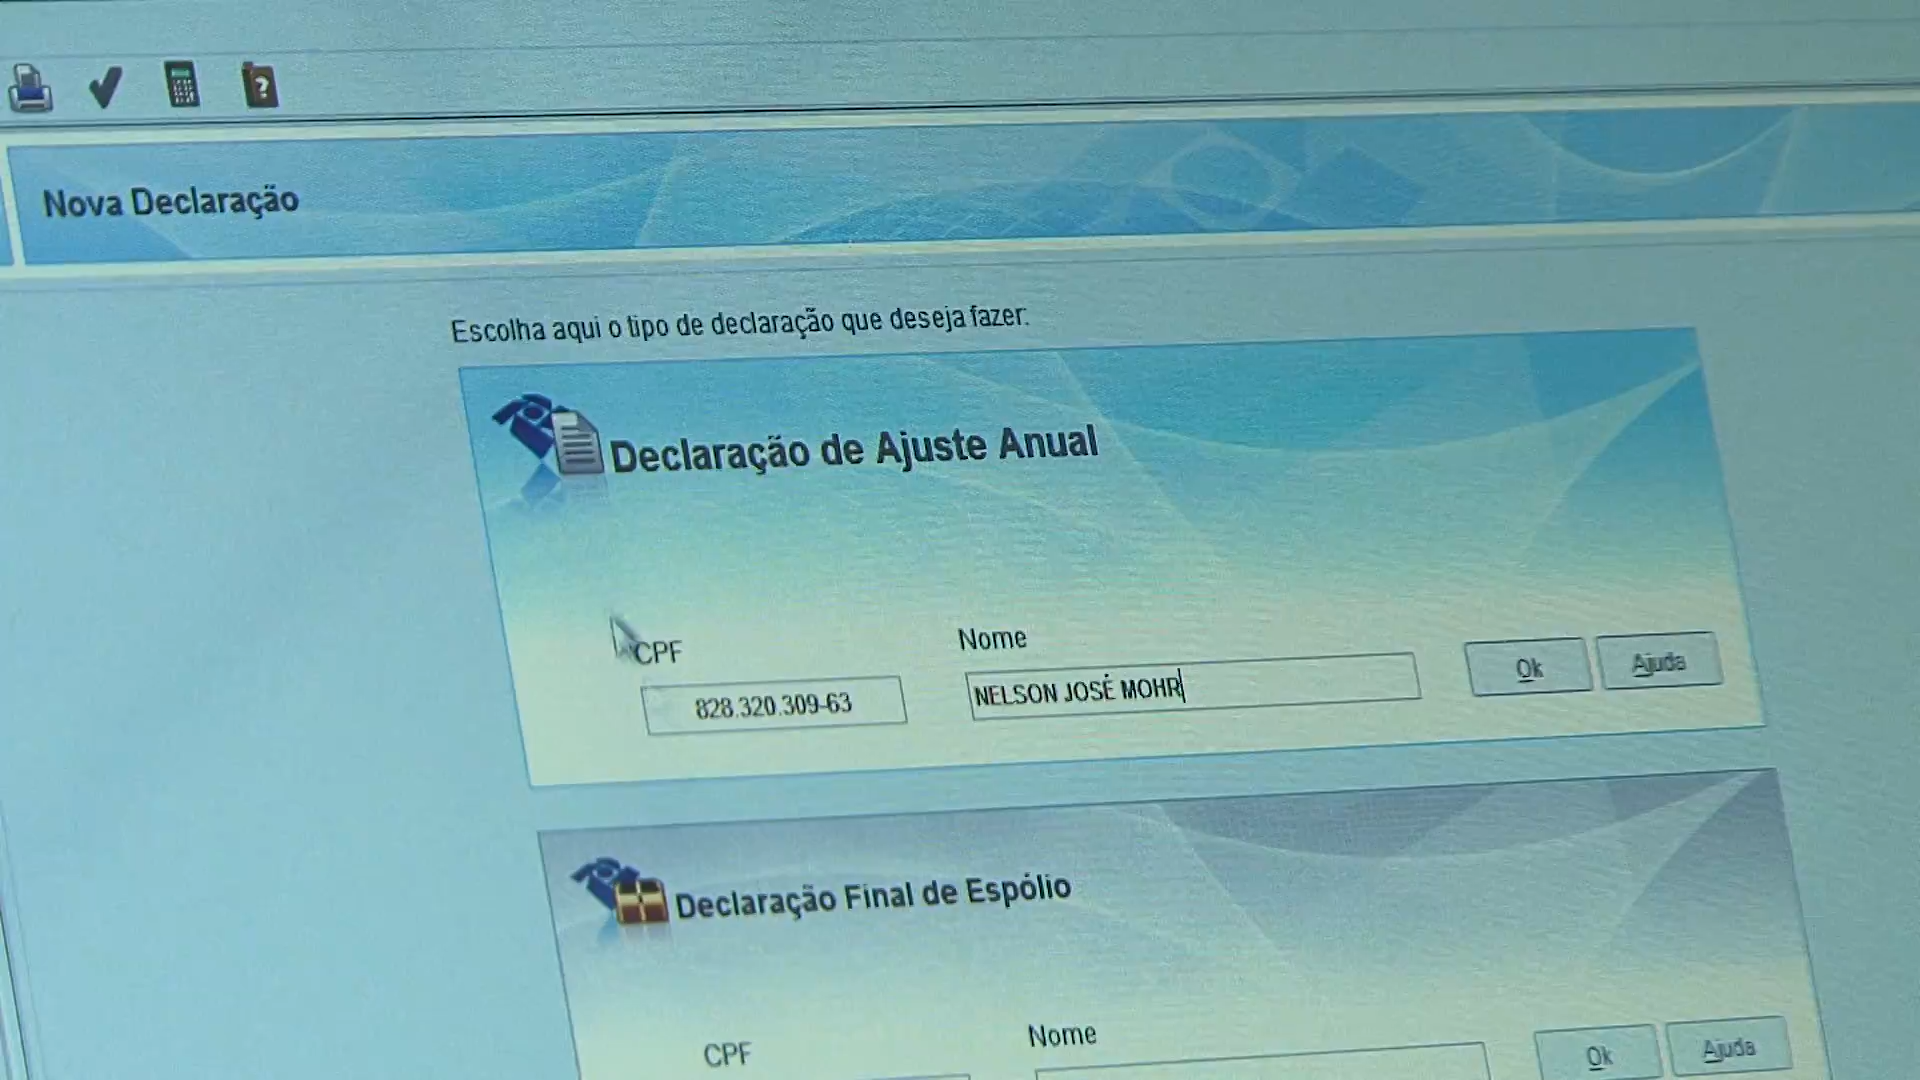 Nova Declaração
Escolha aqui o tipo de declaração que deseja fazer:
Declaração de Ajuste Anual
CPF
Nome
828.320.309-63
NELSON JOSÉ MOHR
Ok
Ajuda
Declaração Final de Espólio
CPF
Nome
Ok
Ajuda